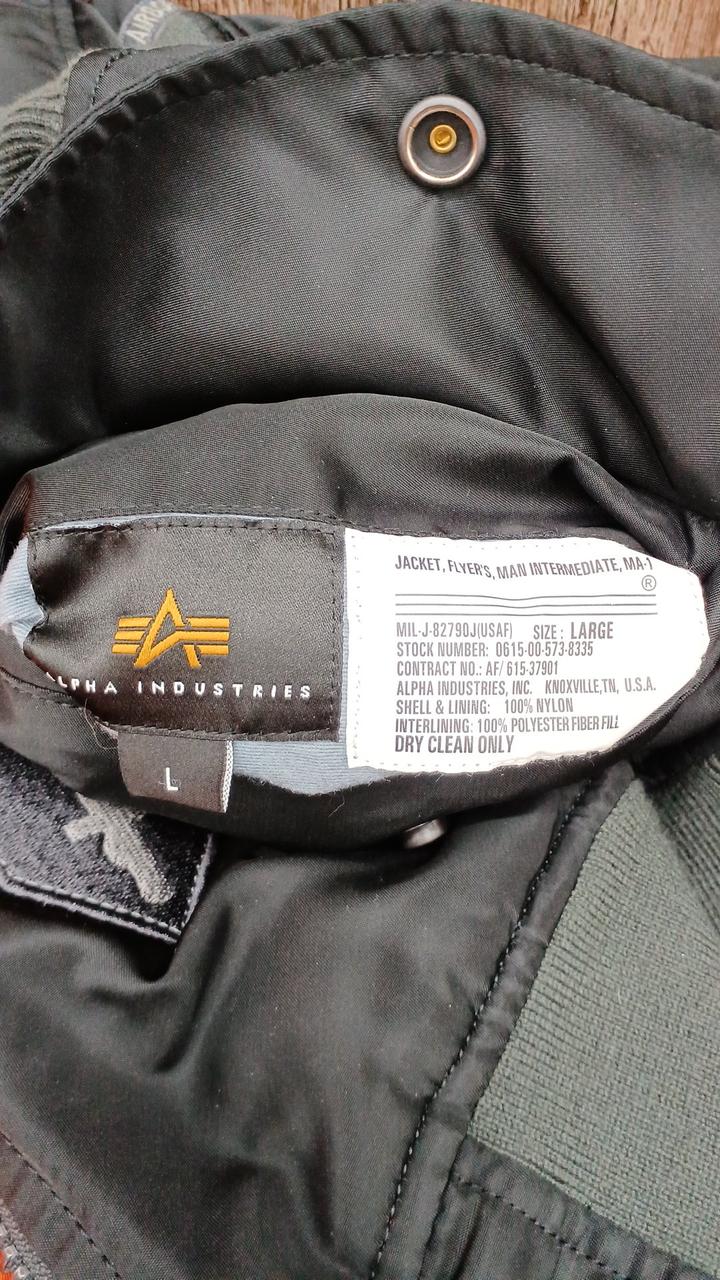 JACKET, FLYER'S, MAN INTERMEDIATE, MA-1
®
MIL-J-82790J(USAF) SIZE: LARGE
STOCK NUMBER: 0615-00-573-8335
CONTRACT NO.: AF/ 615-37901
ALPHA INDUSTRIES, INC. KNOXVILLE,TN, U.S.A.
SHELL & LINING: 100% NYLON
INTERLINING: 100% POLYESTER FIBER FILL
DRY CLEAN ONLY
ALPHA INDUSTRIES
L